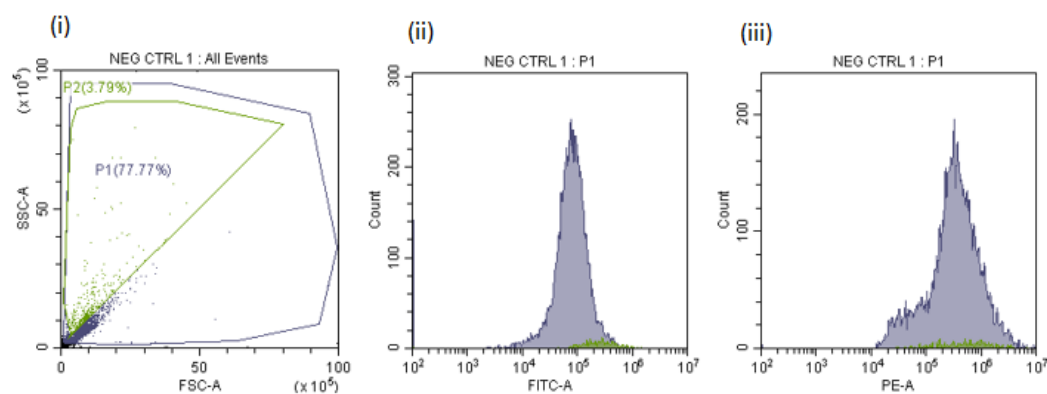 (i)
NEG CTRL 1 : All Events
P2(3.79%)
P1(77.77%)
SSC-A
(x10⁵)
0
50
100
0
50
100
FSC-A
(x10⁵)
(ii)
NEG CTRL 1 : P1
Count
0
100
200
300
10²
10³
10⁴
10⁵
10⁶
10⁷
FITC-A
(iii)
NEG CTRL 1 : P1
Count
0
100
200
10²
10³
10⁴
10⁵
10⁶
10⁷
PE-A